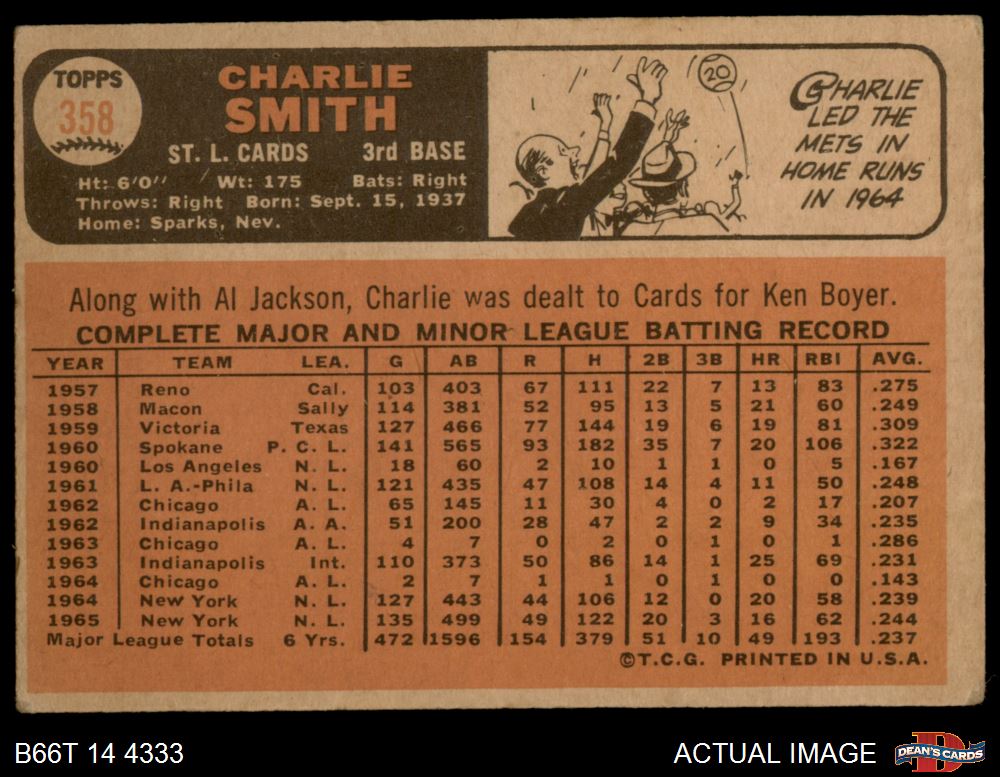 TOPPS
358
CHARLIE
SMITH
ST. L. CARDS 3rd BASE
Ht: 6'0" Wt: 175 Bats: Right
Throws: Right Born: Sept. 15, 1937
Home: Sparks, Nev.
20
CHARLIE
LED THE
METS IN
HOME RUNS
IN 1964
Along with Al Jackson, Charlie was dealt to Cards for Ken Boyer.
COMPLETE MAJOR AND MINOR LEAGUE BATTING RECORD
YEAR TEAM LEA. G AB R H 2B 3B HR RBI AVG.
1957 Reno Cal. 103 403 67 111 22 7 13 83 .275
1958 Macon Sally 114 381 52 95 13 5 21 60 .249
1959 Victoria Texas 127 466 77 144 19 6 19 81 .309
1960 Spokane P. C. L. 141 565 93 182 35 7 20 106 .322
1960 Los Angeles N. L. 18 60 2 10 1 1 0 5 .167
1961 L. A.-Phila N. L. 121 435 47 108 14 4 11 50 .248
1962 Chicago A. L. 65 145 11 30 4 0 2 17 .207
1962 Indianapolis A. A. 51 200 28 47 2 2 9 34 .235
1963 Chicago A. L. 4 7 0 2 0 1 0 1 .286
1963 Indianapolis Int. 110 373 50 86 14 1 25 69 .231
1964 Chicago A. L. 2 7 1 1 0 1 0 0 .143
1964 New York N. L. 127 443 44 106 12 0 20 58 .239
1965 New York N. L. 135 499 49 122 20 3 16 62 .244
Major League Totals 6 Yrs. 472 1596 154 379 51 10 49 193 .237
©T.C.G. PRINTED IN U.S.A.
B66T 14 4333
ACTUAL IMAGE
D
DEAN'S CARDS